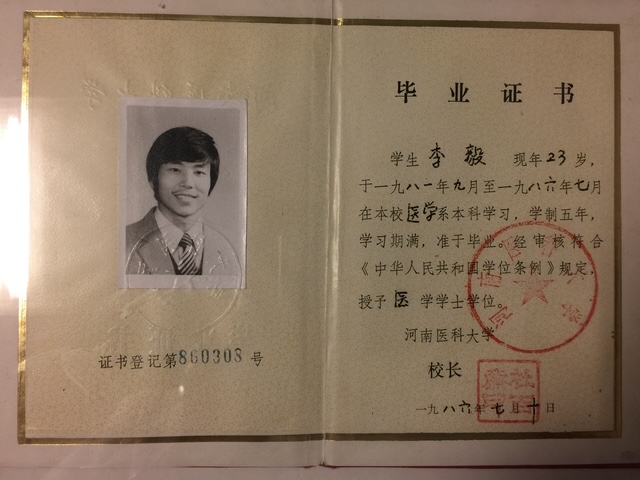 证书登记第860308号
毕业证书
学生 李毅 现年23岁,
于一九八一年九月至一九八六年七月
在本校医学系本科学习,学制五年,
学习期满,准于毕业。经审核符合
《中华人民共和国学位条例》规定,
授予医学学士学位。
河南医科大学
校长
一九八六年七月十日